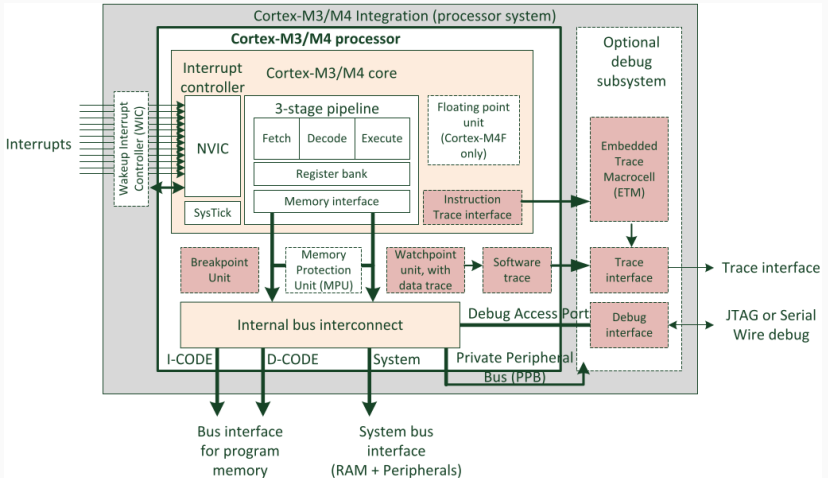 Cortex-M3/M4 Integration (processor system)
Cortex-M3/M4 processor
Optional
debug
subsystem
Interrupt
controller
Cortex-M3/M4 core
Interrupts
Wakeup Interrupt
Controller (WIC)
NVIC
SysTick
3-stage pipeline
Fetch
Decode
Execute
Register bank
Memory interface
Floating point
unit
(Cortex-M4F
only)
Instruction
Trace interface
Embedded
Trace
Macrocell
(ETM)
Breakpoint
Unit
Memory
Protection
Unit (MPU)
Watchpoint
unit, with
data trace
Software
trace
Trace
interface
Trace interface
Internal bus interconnect
Debug Access Port
Debug
interface
JTAG or Serial
Wire debug
I-CODE
D-CODE
System
Private Peripheral
Bus (PPB)
Bus interface
for program
memory
System bus
interface
(RAM + Peripherals)